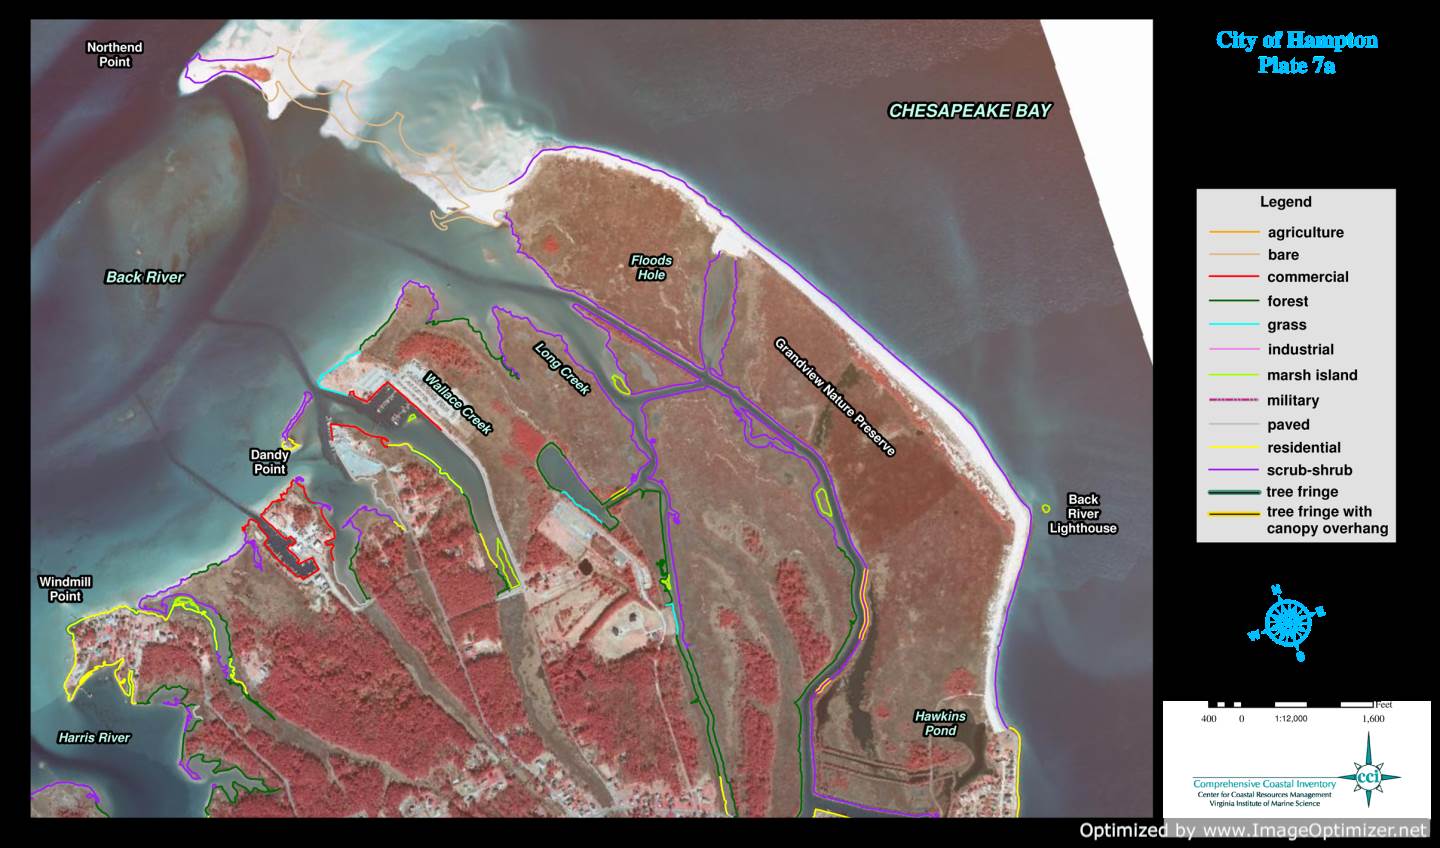 City of Hampton
Plate 7a
Northend
Point
CHESAPEAKE BAY
Back River
Floods
Hole
Long Creek
Wallace Creek
Grandview Nature Preserve
Dandy
Point
Back
River
Lighthouse
Windmill
Point
Harris River
Hawkins
Pond
Legend
agriculture
bare
commercial
forest
grass
industrial
marsh island
military
paved
residential
scrub-shrub
tree fringe
tree fringe with
canopy overhang
N
E
W
S
Feet
400 0 1:12,000 1,600
cci
Comprehensive Coastal Inventory
Center for Coastal Resources Management
Virginia Institute of Marine Science
Optimized by www.ImageOptimizer.net